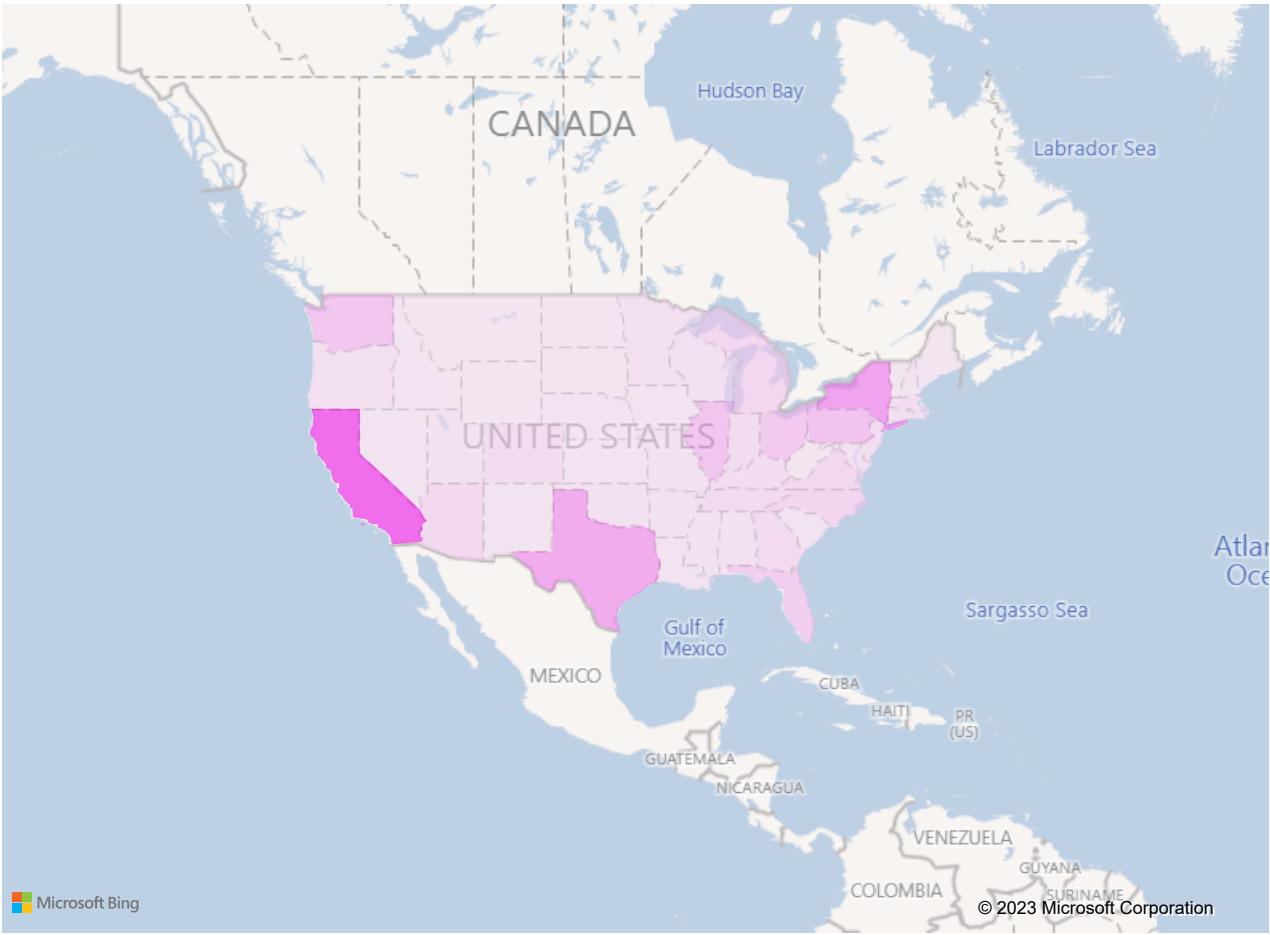 Hudson Bay
CANADA
Labrador Sea
UNITED STATES
Atlan
Oce
Sargasso Sea
Gulf of
Mexico
MEXICO
CUBA
HAITI
PR
(US)
GUATEMALA
NICARAGUA
VENEZUELA
GUYANA
COLOMBIA
SURINAME
Microsoft Bing
© 2023 Microsoft Corporation